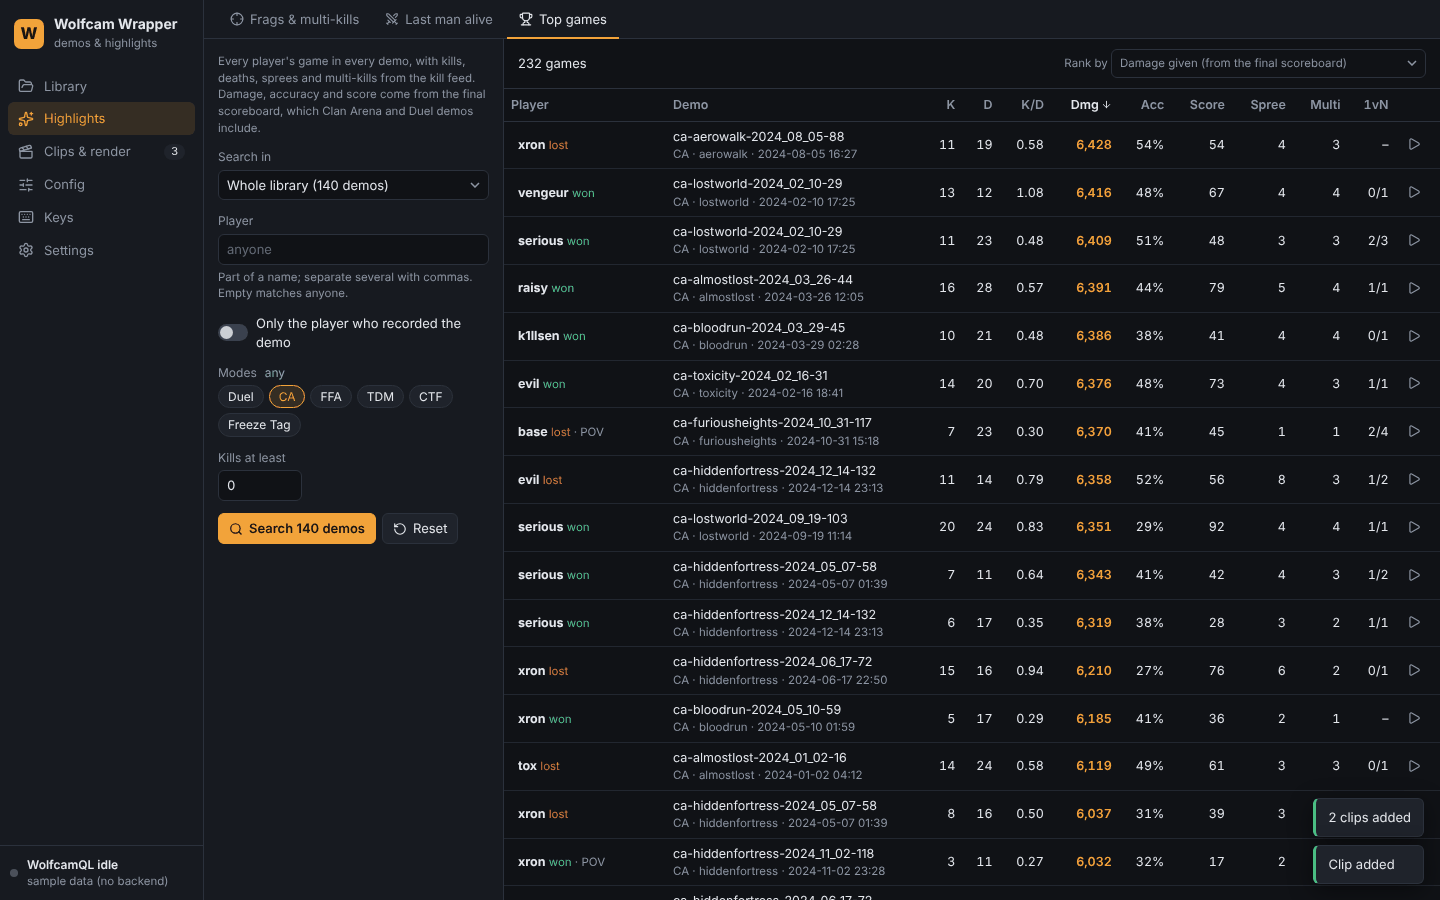 W
Wolfcam Wrapper
demos & highlights
Library
Highlights
Clips & render 3
Config
Keys
Settings
WolfcamQL idle
sample data (no backend)
Frags & multi-kills Last man alive Top games
Every player's game in every demo, with kills,
deaths, sprees and multi-kills from the kill feed.
Damage, accuracy and score come from the final
scoreboard, which Clan Arena and Duel demos
include.
Search in
Whole library (140 demos)
Player
anyone
Part of a name; separate several with commas.
Empty matches anyone.
Only the player who recorded the
demo
Modes any
Duel CA FFA TDM CTF
Freeze Tag
Kills at least
0
Search 140 demos Reset
232 games Rank by Damage given (from the final scoreboard)
Player Demo K D K/D Dmg ↓ Acc Score Spree Multi 1vN
xron lost ca-aerowalk-2024_08_05-88 11 19 0.58 6,428 54% 54 4 3 –
CA · aerowalk · 2024-08-05 16:27
vengeur won ca-lostworld-2024_02_10-29 13 12 1.08 6,416 48% 67 4 4 0/1
CA · lostworld · 2024-02-10 17:25
serious won ca-lostworld-2024_02_10-29 11 23 0.48 6,409 51% 48 3 3 2/3
CA · lostworld · 2024-02-10 17:25
raisy won ca-almostlost-2024_03_26-44 16 28 0.57 6,391 44% 79 5 4 1/1
CA · almostlost · 2024-03-26 12:05
k1llsen won ca-bloodrun-2024_03_29-45 10 21 0.48 6,386 38% 41 4 4 0/1
CA · bloodrun · 2024-03-29 02:28
evil won ca-toxicity-2024_02_16-31 14 20 0.70 6,376 48% 73 4 3 1/1
CA · toxicity · 2024-02-16 18:41
base lost · POV ca-furiousheights-2024_10_31-117 7 23 0.30 6,370 41% 45 1 1 2/4
CA · furiousheights · 2024-10-31 15:18
evil lost ca-hiddenfortress-2024_12_14-132 11 14 0.79 6,358 52% 56 8 3 1/2
CA · hiddenfortress · 2024-12-14 23:13
serious won ca-lostworld-2024_09_19-103 20 24 0.83 6,351 29% 92 4 4 1/1
CA · lostworld · 2024-09-19 11:14
serious won ca-hiddenfortress-2024_05_07-58 7 11 0.64 6,343 41% 42 4 3 1/2
CA · hiddenfortress · 2024-05-07 01:39
serious won ca-hiddenfortress-2024_12_14-132 6 17 0.35 6,319 38% 28 3 2 1/1
CA · hiddenfortress · 2024-12-14 23:13
xron lost ca-hiddenfortress-2024_06_17-72 15 16 0.94 6,210 27% 76 6 2 0/1
CA · hiddenfortress · 2024-06-17 22:50
xron won ca-bloodrun-2024_05_10-59 5 17 0.29 6,185 41% 36 2 1 –
CA · bloodrun · 2024-05-10 01:59
tox lost ca-almostlost-2024_01_02-16 14 24 0.58 6,119 49% 61 3 3 0/1
CA · almostlost · 2024-01-02 04:12
xron lost ca-hiddenfortress-2024_05_07-58 8 16 0.50 6,037 31% 39 3
CA · hiddenfortress · 2024-05-07 01:39
2 clips added
xron won · POV ca-hiddenfortress-2024_11_02-118 3 11 0.27 6,032 32% 17 2
CA · hiddenfortress · 2024-11-02 23:28
Clip added
ca-hiddenfortress-2024_06_17-72